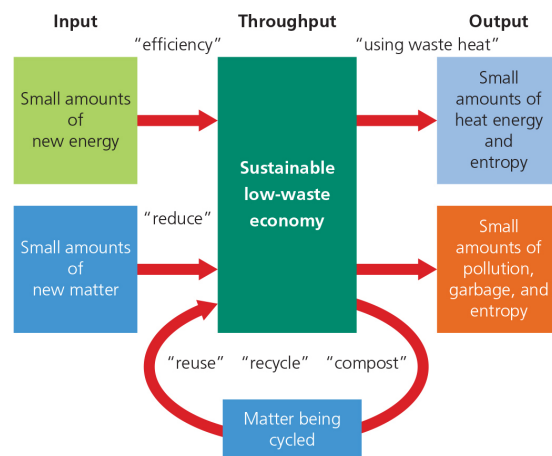 Input
Throughput
Output
“efficiency”
“using waste heat”
Small amounts
of
new energy
Small
amounts of
heat energy
and
entropy
Sustainable
low-waste
economy
“reduce”
Small amounts
of
new matter
Small
amounts of
pollution,
garbage, and
entropy
“reuse” “recycle” “compost”
Matter being
cycled